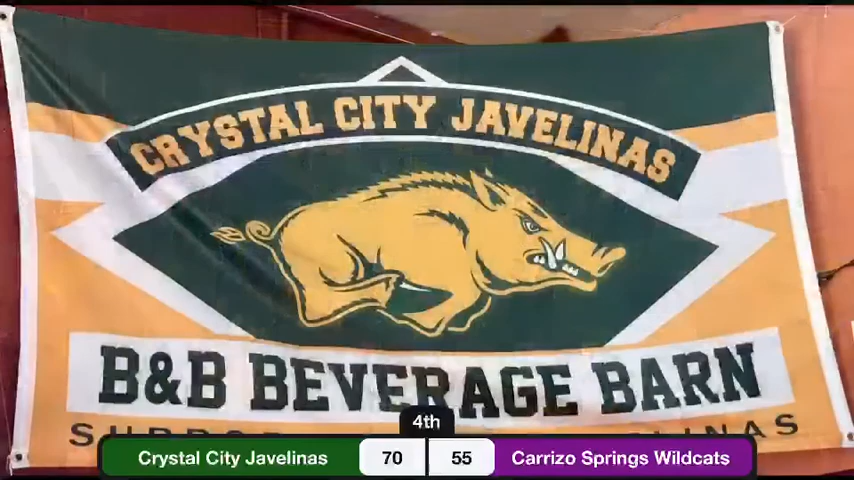 CRYSTAL CITY JAVELINAS
B&B BEVERAGE BARN
4th
Crystal City Javelinas 70 55 Carrizo Springs Wildcats